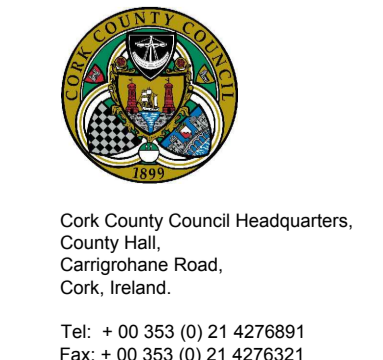 CORK COUNTY COUNCIL
1899
Cork County Council Headquarters,
County Hall,
Carrigrohane Road,
Cork, Ireland.
Tel:  + 00 353 (0) 21 4276891
Fax: + 00 353 (0) 21 4276321